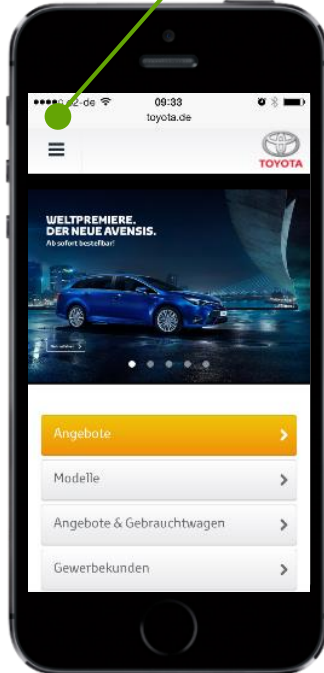 o2-de 09:33
toyota.de
TOYOTA
WELTPREMIERE.
DER NEUE AVENSIS.
Ab sofort bestellbar!
Angebote
Modelle
Angebote & Gebrauchtwagen
Gewerbekunden